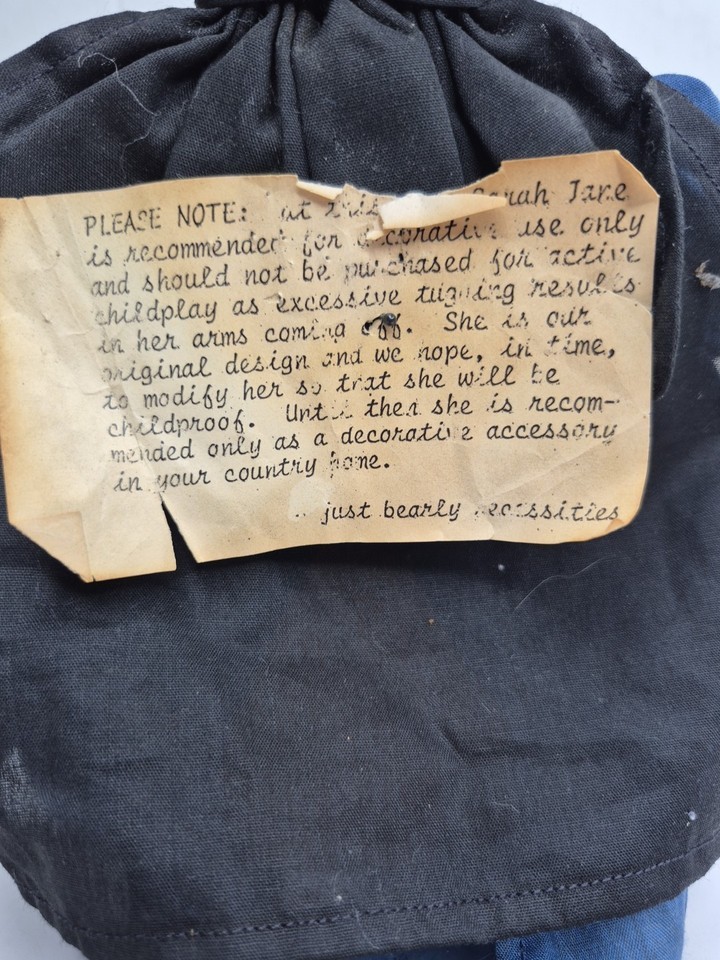 PLEASE NOTE: at this Sarah Jane
is recommended for decorative use only
and should not be purchased for active
childplay as excessive tugging results
in her arms coming off. She is our
original design and we hope, in time,
to modify her so that she will be
childproof. Until then she is recom-
mended only as a decorative accessory
in your country home.
just bearly necessities